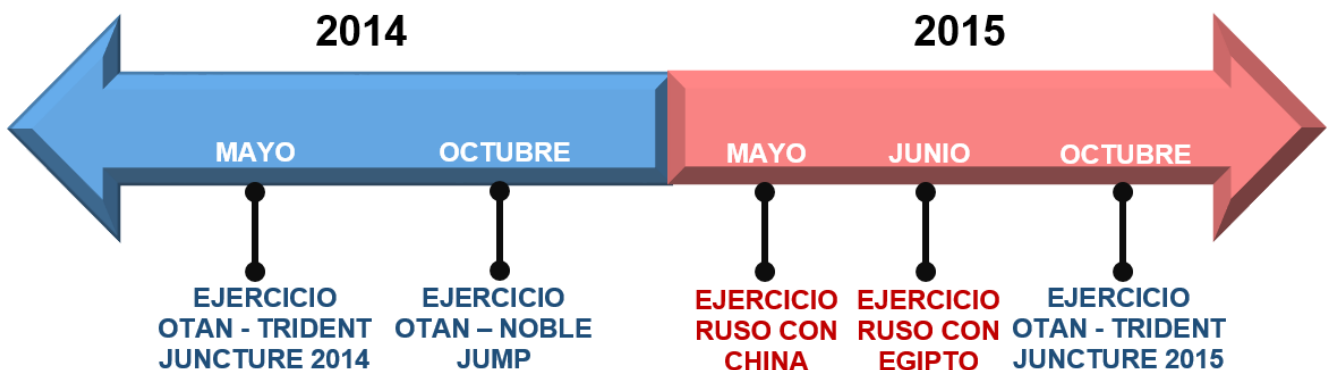 2014
2015
MAYO
OCTUBRE
MAYO
JUNIO
OCTUBRE
EJERCICIO
OTAN - TRIDENT
JUNCTURE 2014
EJERCICIO
OTAN – NOBLE
JUMP
EJERCICIO
RUSO CON
CHINA
EJERCICIO
RUSO CON
EGIPTO
EJERCICIO
OTAN - TRIDENT
JUNCTURE 2015